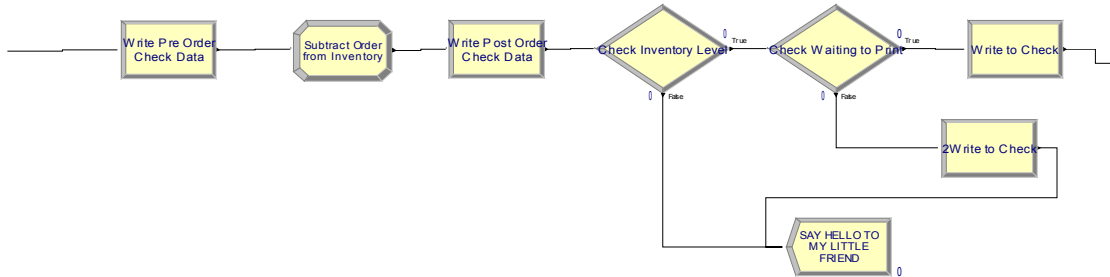 Write Pre Order
Check Data
Subtract Order
from Inventory
Write Post Order
Check Data
Check Inventory Level
0
True
0
False
Check Waiting to Print
0
True
0
False
Write to Check
2Write to Check
SAY HELLO TO
MY LITTLE
FRIEND
0